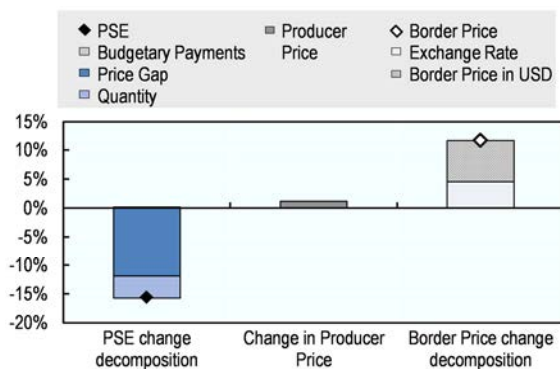 PSE
Budgetary Payments
Price Gap
Quantity
Producer
Price
Border Price
Exchange Rate
Border Price in USD
15%
10%
5%
0%
-5%
-10%
-15%
-20%
PSE change
decomposition
Change in Producer
Price
Border Price change
decomposition